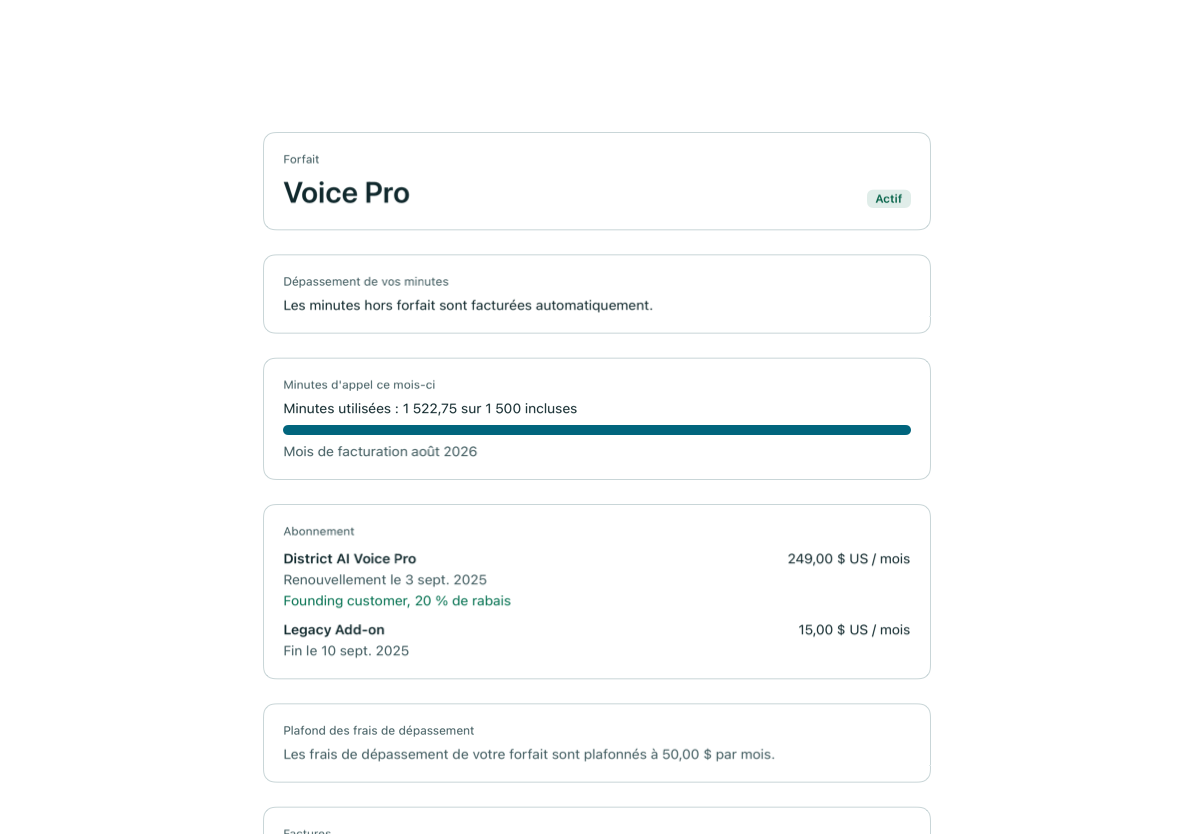 Forfait
Voice Pro
Actif
Dépassement de vos minutes
Les minutes hors forfait sont facturées automatiquement.
Minutes d'appel ce mois-ci
Minutes utilisées : 1 522,75 sur 1 500 incluses
Mois de facturation août 2026
Abonnement
District AI Voice Pro
249,00 $ US / mois
Renouvellement le 3 sept. 2025
Founding customer, 20 % de rabais
Legacy Add-on
15,00 $ US / mois
Fin le 10 sept. 2025
Plafond des frais de dépassement
Les frais de dépassement de votre forfait sont plafonnés à 50,00 $ par mois.
Factures